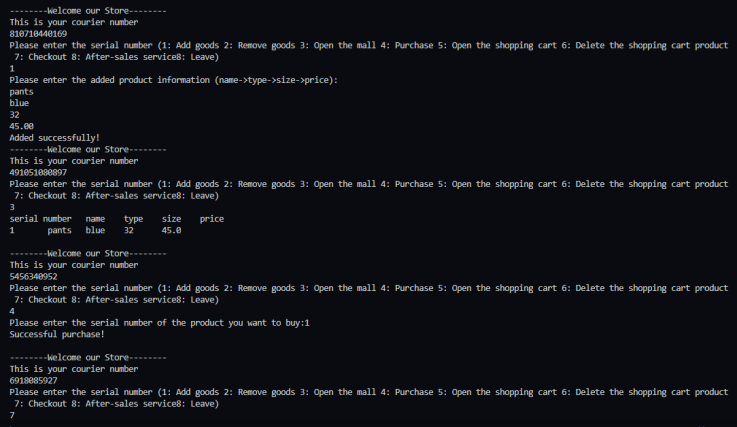 --------Welcome our Store--------
This is your courier number
810710440169
Please enter the serial number (1: Add goods 2: Remove goods 3: Open the mall 4: Purchase 5: Open the shopping cart 6: Delete the shopping cart product
7: Checkout 8: After-sales service8: Leave)
1
Please enter the added product information (name->type->size->price):
pants
blue
32
45.00
Added successfully!
--------Welcome our Store--------
This is your courier number
491051080897
Please enter the serial number (1: Add goods 2: Remove goods 3: Open the mall 4: Purchase 5: Open the shopping cart 6: Delete the shopping cart product
7: Checkout 8: After-sales service8: Leave)
3
serial number name type size price
1 pants blue 32 45.0
--------Welcome our Store--------
This is your courier number
5456340952
Please enter the serial number (1: Add goods 2: Remove goods 3: Open the mall 4: Purchase 5: Open the shopping cart 6: Delete the shopping cart product
7: Checkout 8: After-sales service8: Leave)
4
Please enter the serial number of the product you want to buy:1
Successful purchase!
--------Welcome our Store--------
This is your courier number
6918085927
Please enter the serial number (1: Add goods 2: Remove goods 3: Open the mall 4: Purchase 5: Open the shopping cart 6: Delete the shopping cart product
7: Checkout 8: After-sales service8: Leave)
7